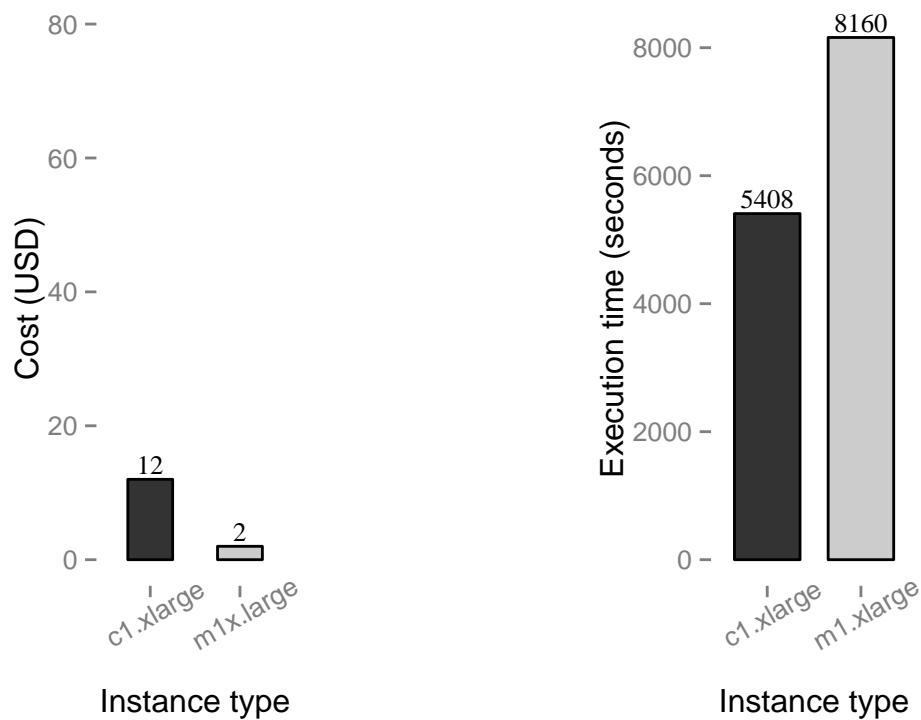 80
60
40
20
0
Cost (USD)
12
2
c1.xlarge
m1x.large
Instance type
8000
6000
4000
2000
0
Execution time (seconds)
5408
8160
c1.xlarge
m1.xlarge
Instance type